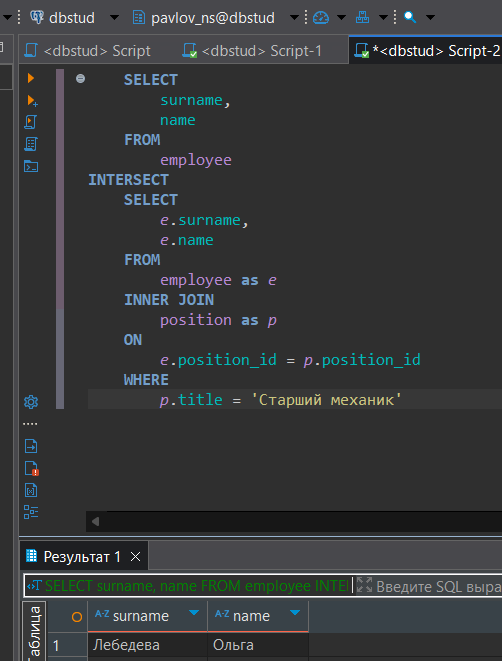 dbstud pavlov_ns@dbstud
<dbstud> Script <dbstud> Script-1 *<dbstud> Script-2
SELECT
surname,
name
FROM
employee
INTERSECT
SELECT
e.surname,
e.name
FROM
employee as e
INNER JOIN
position as p
ON
e.position_id = p.position_id
WHERE
p.title = 'Старший механик'
Результат 1
SELECT surname, name FROM employee INTE Введите SQL выра
Таблица
A-Z surname A-Z name
1 Лебедева Ольга